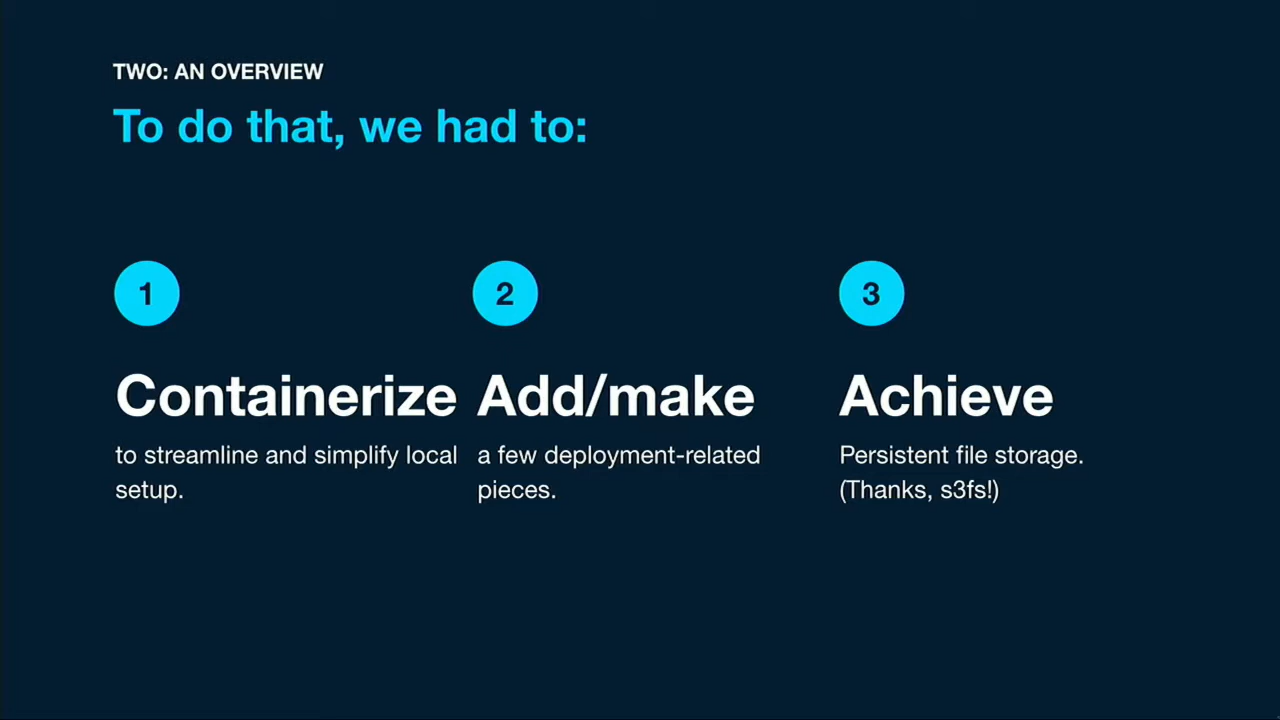 TWO: AN OVERVIEW
To do that, we had to:
1
Containerize
to streamline and simplify local
setup.
2
Add/make
a few deployment-related
pieces.
3
Achieve
Persistent file storage.
(Thanks, s3fs!)